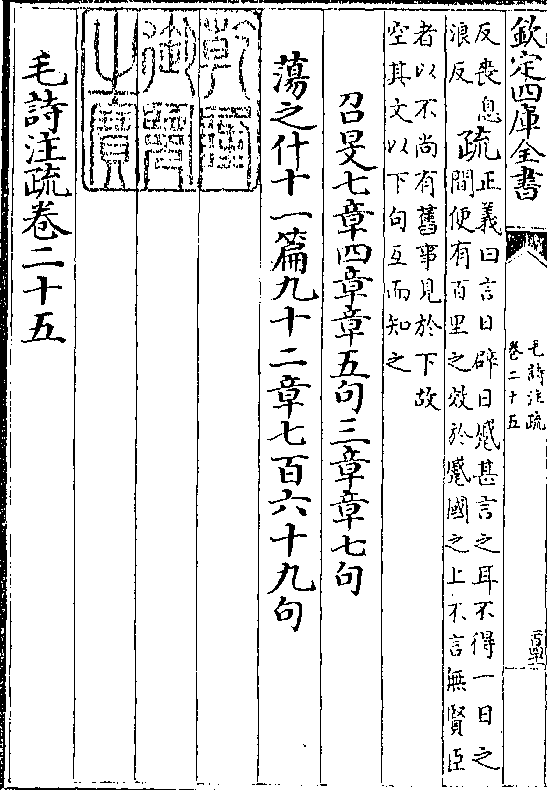 欽定四庫全書
毛詩注疏
卷二十五
反喪息
浪反
疏
正義曰言日辟日蹙甚言之耳不得一日之
間便有百里之效於蹙國之上不言無賢臣
者以不尚有舊事見於下故
空其文以下句互而知之
召旻七章四章章五句三章章七句
蕩之什十一篇九十二章七百六十九句
乾隆
御覽
之寶
毛詩注疏卷二十五